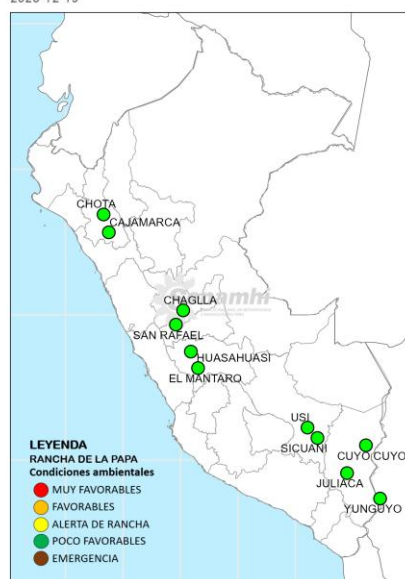 CHOTA
CAJAMARCA
CHAGLLA
Senamhi
SAN RAFAEL
HUASAHUASI
EL MANTARO
USI
SICUANI
CUYO CUYO
JULIACA
YUNGUYO
LEYENDA
RANCHA DE LA PAPA
Condiciones ambientales
MUY FAVORABLES
FAVORABLES
ALERTA DE RANCHA
POCO FAVORABLES
EMERGENCIA